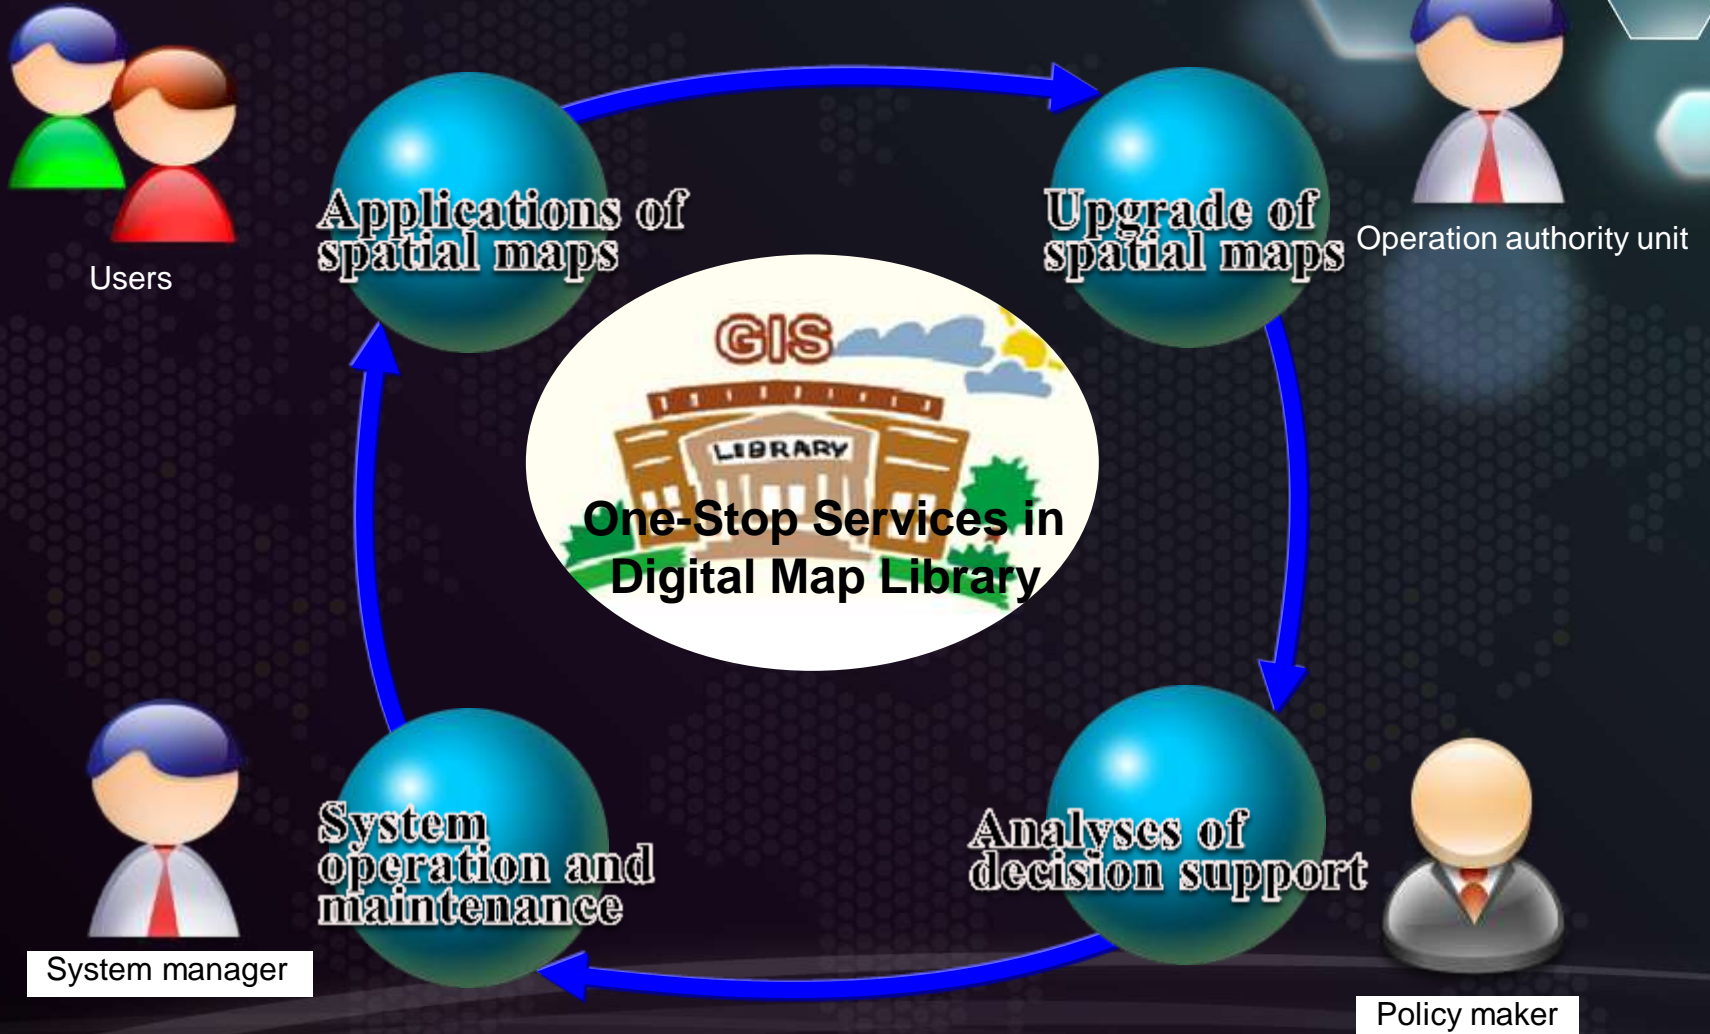 Users
Applications of
spatial maps
Upgrade of
spatial maps
Operation authority unit
GIS
LIBRARY
One-Stop Services in
Digital Map Library
System
operation and
maintenance
System manager
Analyses of
decision support
Policy maker